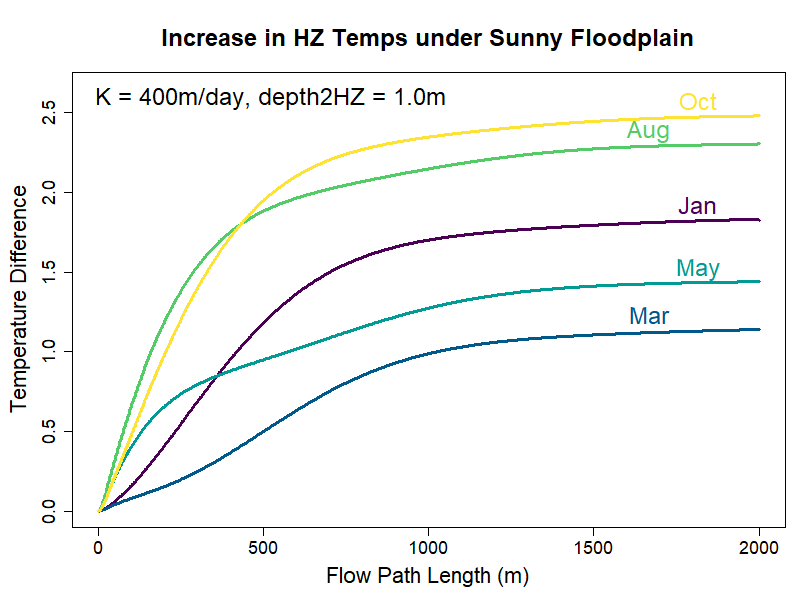 Increase in HZ Temps under Sunny Floodplain
K = 400m/day, depth2HZ = 1.0m
Oct
Aug
Jan
May
Mar
Temperature Difference
2.5
2.0
1.5
1.0
0.5
0.0
0 500 1000 1500 2000
Flow Path Length (m)